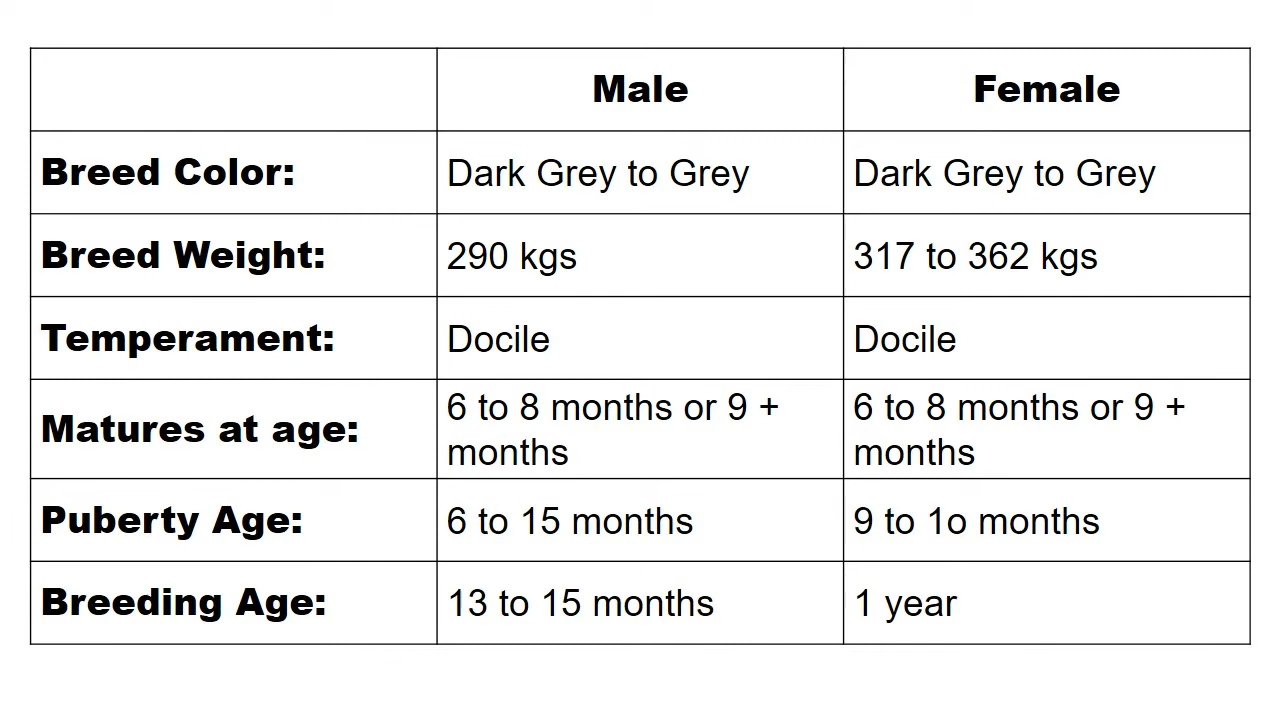 Male Female
Breed Color: Dark Grey to Grey Dark Grey to Grey
Breed Weight: 290 kgs 317 to 362 kgs
Temperament: Docile Docile
Matures at age: 6 to 8 months or 9 + 6 to 8 months or 9 +
months months
Puberty Age: 6 to 15 months 9 to 1o months
Breeding Age: 13 to 15 months 1 year